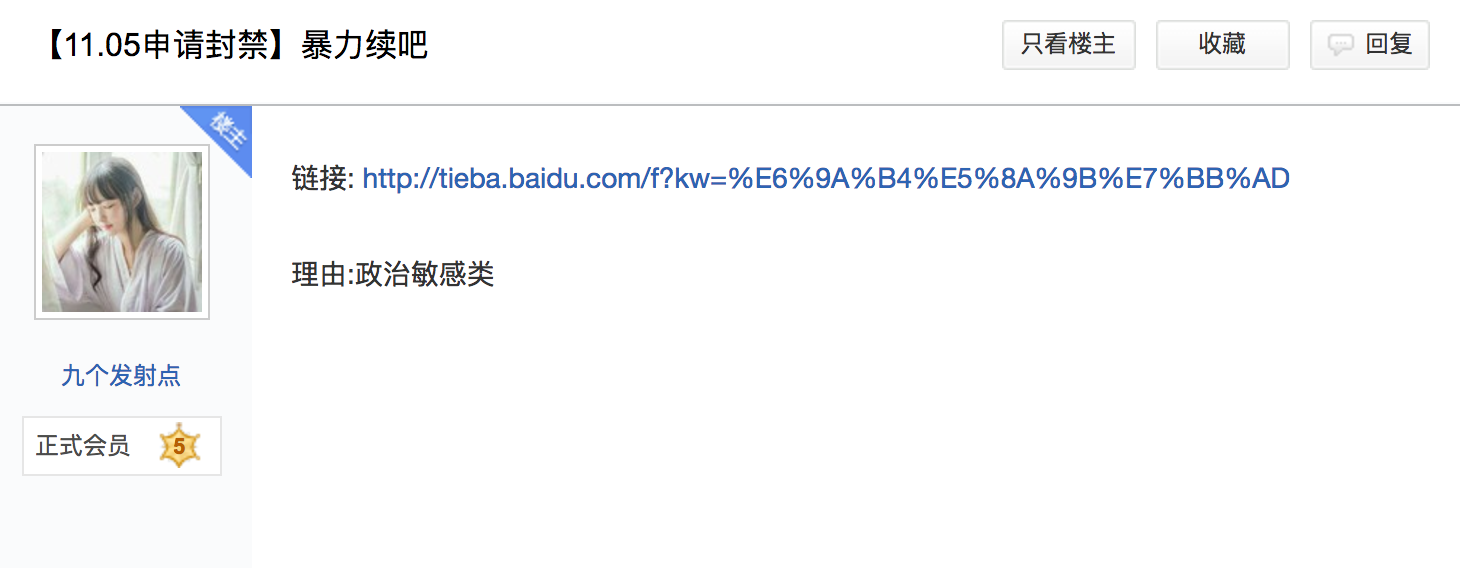 【11.05申请封禁】暴力续吧
只看楼主
收藏
回复
楼主
链接: http://tieba.baidu.com/f?kw=%E6%9A%B4%E5%8A%9B%E7%BB%AD
理由:政治敏感类
九个发射点
正式会员 5